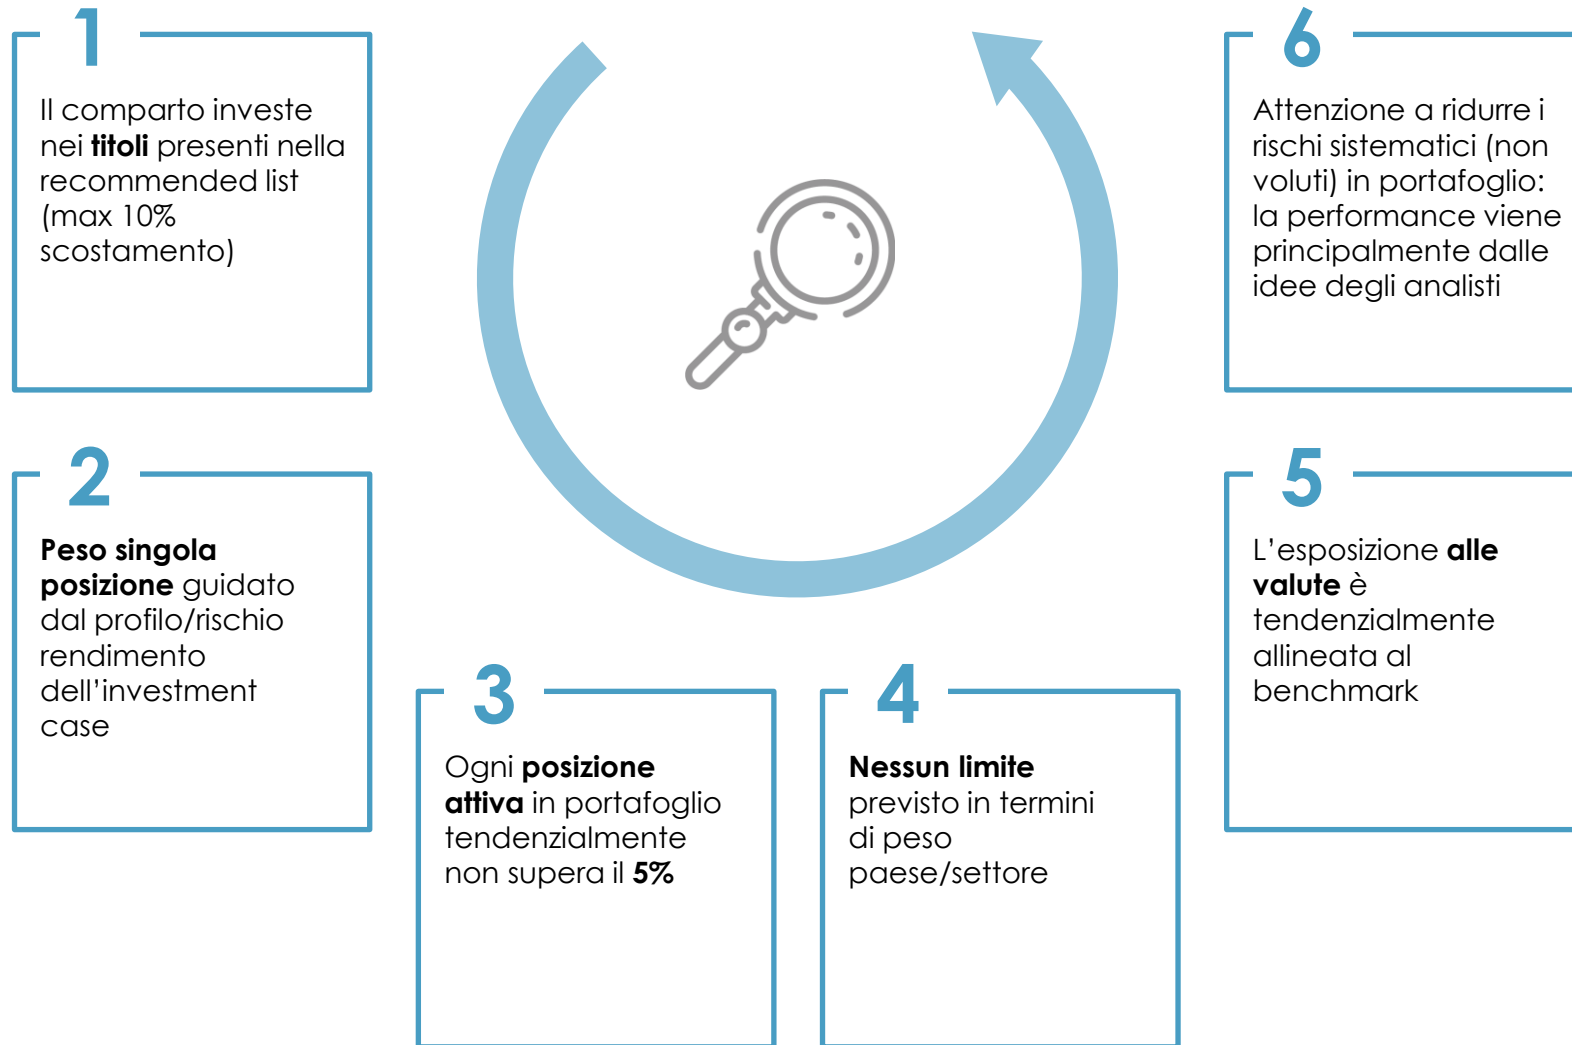 1
Il comparto investe
nei titoli presenti nella
recommended list
(max 10%
scostamento)
2
Peso singola
posizione guidato
dal profilo/rischio
rendimento
dell’investment
case
3
Ogni posizione
attiva in portafoglio
tendenzialmente
non supera il 5%
4
Nessun limite
previsto in termini
di peso
paese/settore
5
L’esposizione alle
valute è
tendenzialmente
allineata al
benchmark
6
Attenzione a ridurre i
rischi sistematici (non
voluti) in portafoglio:
la performance viene
principalmente dalle
idee degli analisti